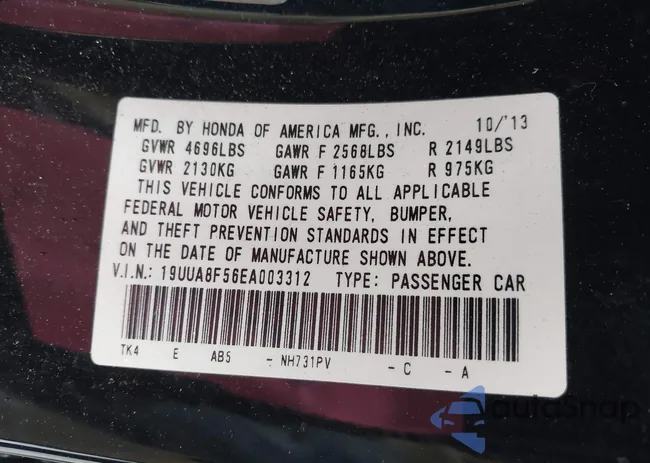 MFD. BY HONDA OF AMERICA MFG., INC. 10/'13
GVWR 4696LBS GAWR F 2568LBS R 2149LBS
GVWR 2130KG GAWR F 1165KG R 975KG
THIS VEHICLE CONFORMS TO ALL APPLICABLE
FEDERAL MOTOR VEHICLE SAFETY, BUMPER,
AND THEFT PREVENTION STANDARDS IN EFFECT
ON THE DATE OF MANUFACTURE SHOWN ABOVE.
V.I.N.: 19UUA8F56EA003312 TYPE: PASSENGER CAR
TK4 E AB5 - NH731PV - C - A
autoSnap